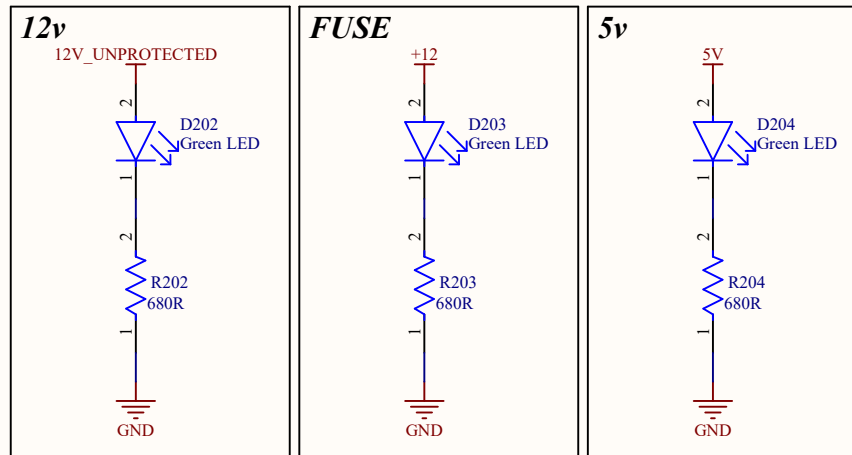 12v
12V_UNPROTECTED
2
D202
Green LED
1
2
R202
680R
1
GND
FUSE
+12
2
D203
Green LED
1
2
R203
680R
1
GND
5v
5V
2
D204
Green LED
1
2
R204
680R
1
GND